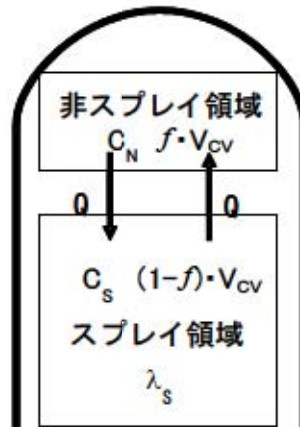 非スプレイ領域
C_N f・V_CV
Q Q
C_S (1-f)・V_CV
スプレイ領域
λ_S